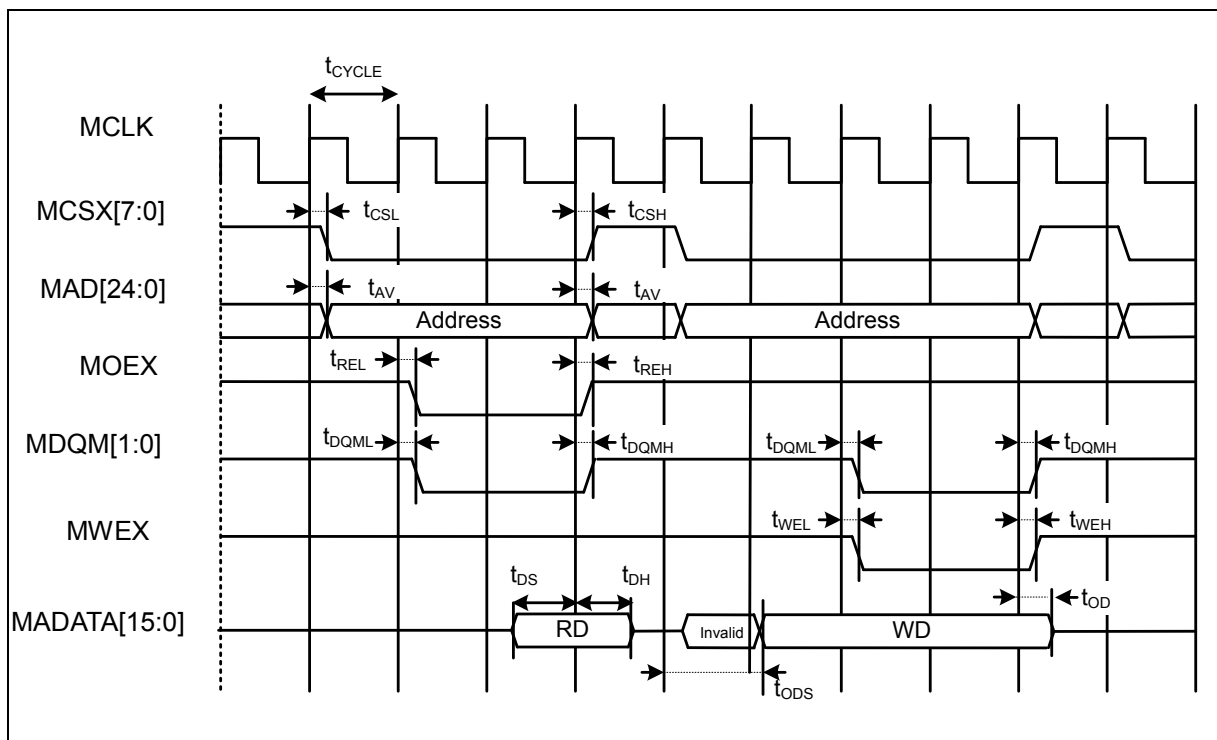 tCYCLE
MCLK
MCSX[7:0]
tCSL
tCSH
MAD[24:0]
tAV
tAV
Address
Address
MOEX
tREL
tREH
MDQM[1:0]
tDQML
tDQMH
tDQML
tDQMH
MWEX
tWEL
tWEH
MADATA[15:0]
tDS
tDH
tOD
RD
Invalid
WD
tODS